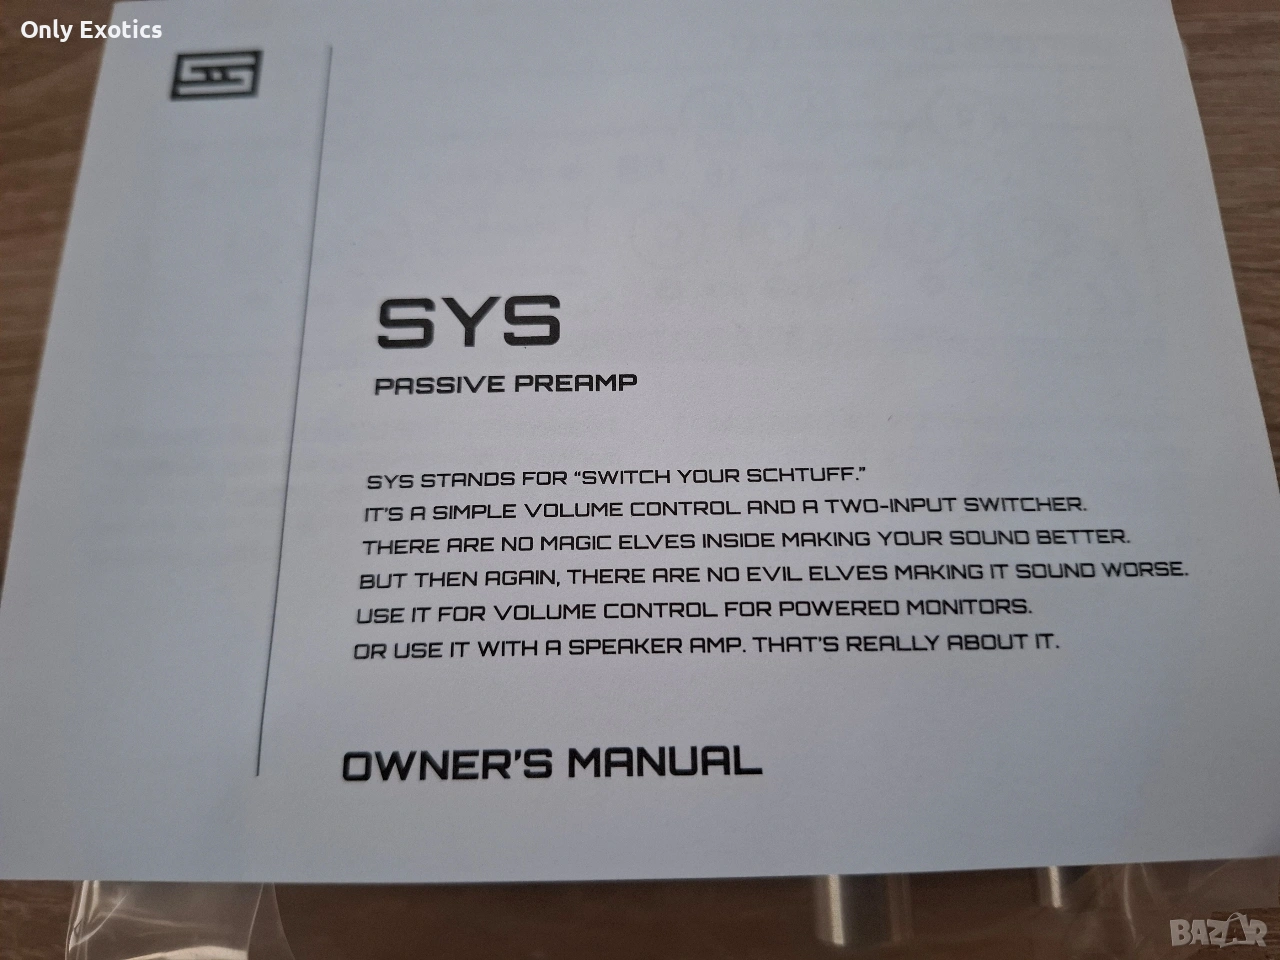 Only Exotics
SYS
PASSIVE PREAMP
SYS STANDS FOR "SWITCH YOUR SCHTUFF."
IT'S A SIMPLE VOLUME CONTROL AND A TWO-INPUT SWITCHER.
THERE ARE NO MAGIC ELVES INSIDE MAKING YOUR SOUND BETTER.
BUT THEN AGAIN, THERE ARE NO EVIL ELVES MAKING IT SOUND WORSE.
USE IT FOR VOLUME CONTROL FOR POWERED MONITORS.
OR USE IT WITH A SPEAKER AMP. THAT'S REALLY ABOUT IT.
OWNER'S MANUAL
BAZAR